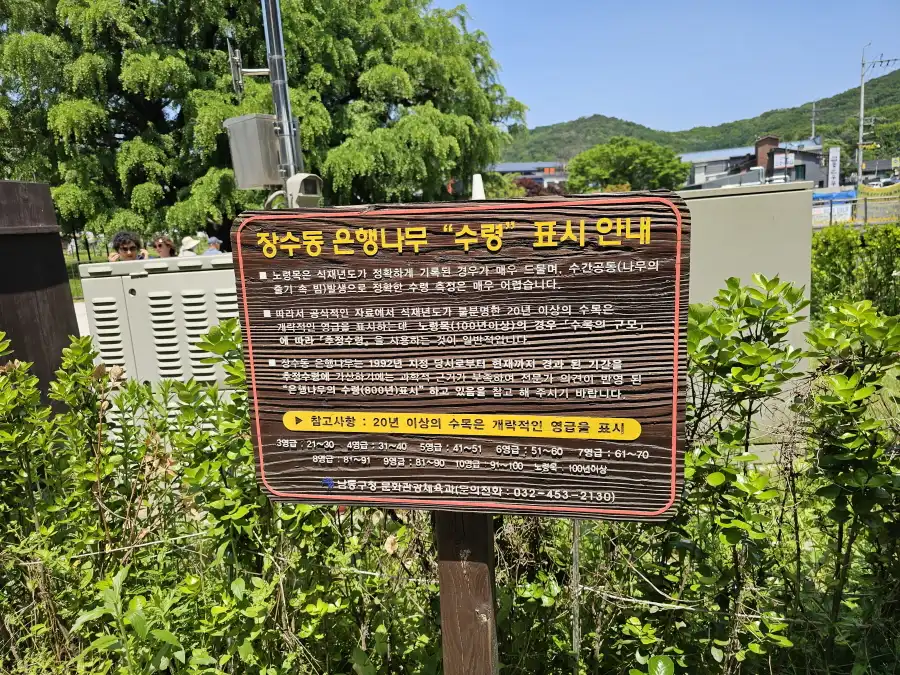 장수동 은행나무 "수령" 표시 안내
■ 노령목은 식재년도가 정확하게 기록된 경우가 매우 드물며, 수간공동(나무의
줄기 속 빔)발생으로 정확한 수령 측정은 매우 어렵습니다.
■ 따라서 공식적인 자료에서 식재년도가 불분명한 20년 이상의 수목은
개략적인 영급을 표시하는데, 노령목(100년이상)의 경우「수목의 규모」
에 따라「추정수령」을 사용하는 것이 일반적입니다.
■ 장수동 은행나무는 1992년 지정 당시로부터 현재까지 경과 된 기간을
추정수령에 가산하기에는 과학적 근거가 부족하여 전문가 의견이 반영 된
"은행나무의 수령(800년)표시" 하고 있음을 참고 해 주시기 바랍니다.
▶ 참고사항 : 20년 이상의 수목은 개략적인 영급을 표시
3영급 : 21~30 4영급 : 31~40 5영급 : 41~51 6영급 : 51~60 7영급 : 61~70
8영급 : 81~91 9영급 : 81~90 10영급 : 91~100 노령목 : 100년이상
남동구청 문화관광체육과(문의전화 : 032-453-2130)